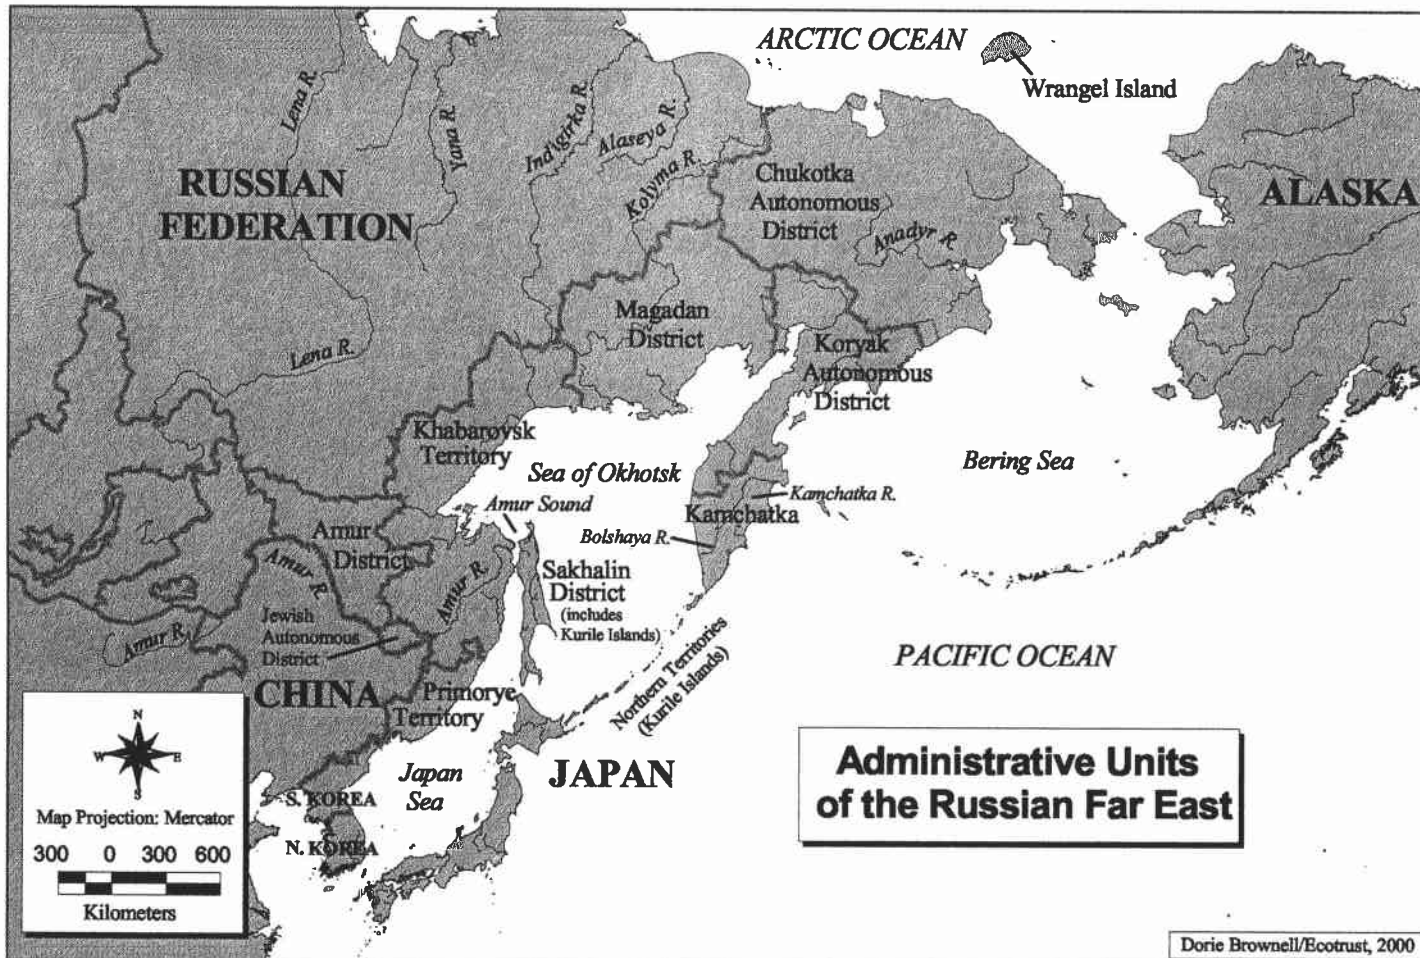 ARCTIC OCEAN
Wrangel Island
Lena R.
Yana R.
Ind\girka R.
Alaseya R.
Kolyma R.
RUSSIAN
FEDERATION
Chukotka
Autonomous
District
Anadyr R.
ALASKA
Magadan
District
Koryak
Autonomous
District
Lena R.
Khabarovsk
Territory
Sea of Okhotsk
Bering Sea
Amur Sound
Kamchatka R.
Kamchatka
Bolshaya R.
Amur
District
Amur R.
Amur R.
Sakhalin
District
(includes
Kurile Islands)
Jewish
Autonomous
District
Amur R.
Northern Territories
(Kurile Islands)
PACIFIC OCEAN
CHINA
Primorye
Territory
JAPAN
Japan
Sea
S. KOREA
N. KOREA
N
W
E
S
Map Projection: Mercator
300 0 300 600
Kilometers
Administrative Units
of the Russian Far East
Dorie Brownell/Ecotrust, 2000